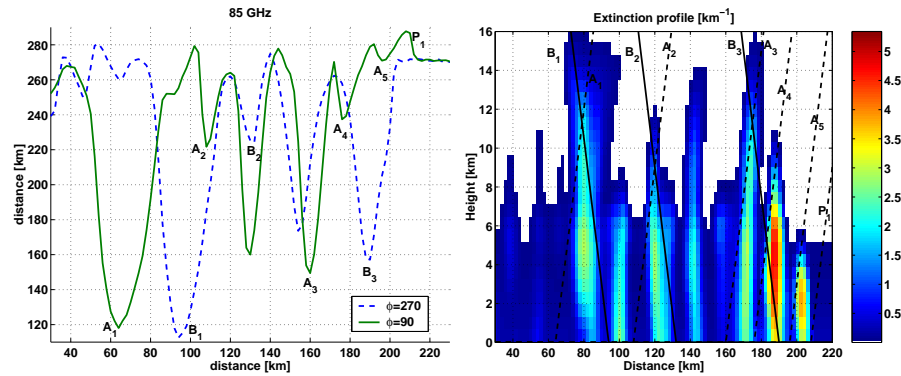 85 GHz
distance [km]
280
260
240
220
200
180
160
140
120
40 60 80 100 120 140 160 180 200 220
distance [km]
A1
B1
A2
B2
A3
B3
A4
A5
P1
ϕ=270
ϕ=90
Extinction profile [km−1]
Height [km]
16
14
12
10
8
6
4
2
0
40 60 80 100 120 140 160 180 200 220
Distance [km]
B1
A1
B2
A2
B3
A3
A4
A5
P1
5
4.5
4
3.5
3
2.5
2
1.5
1
0.5